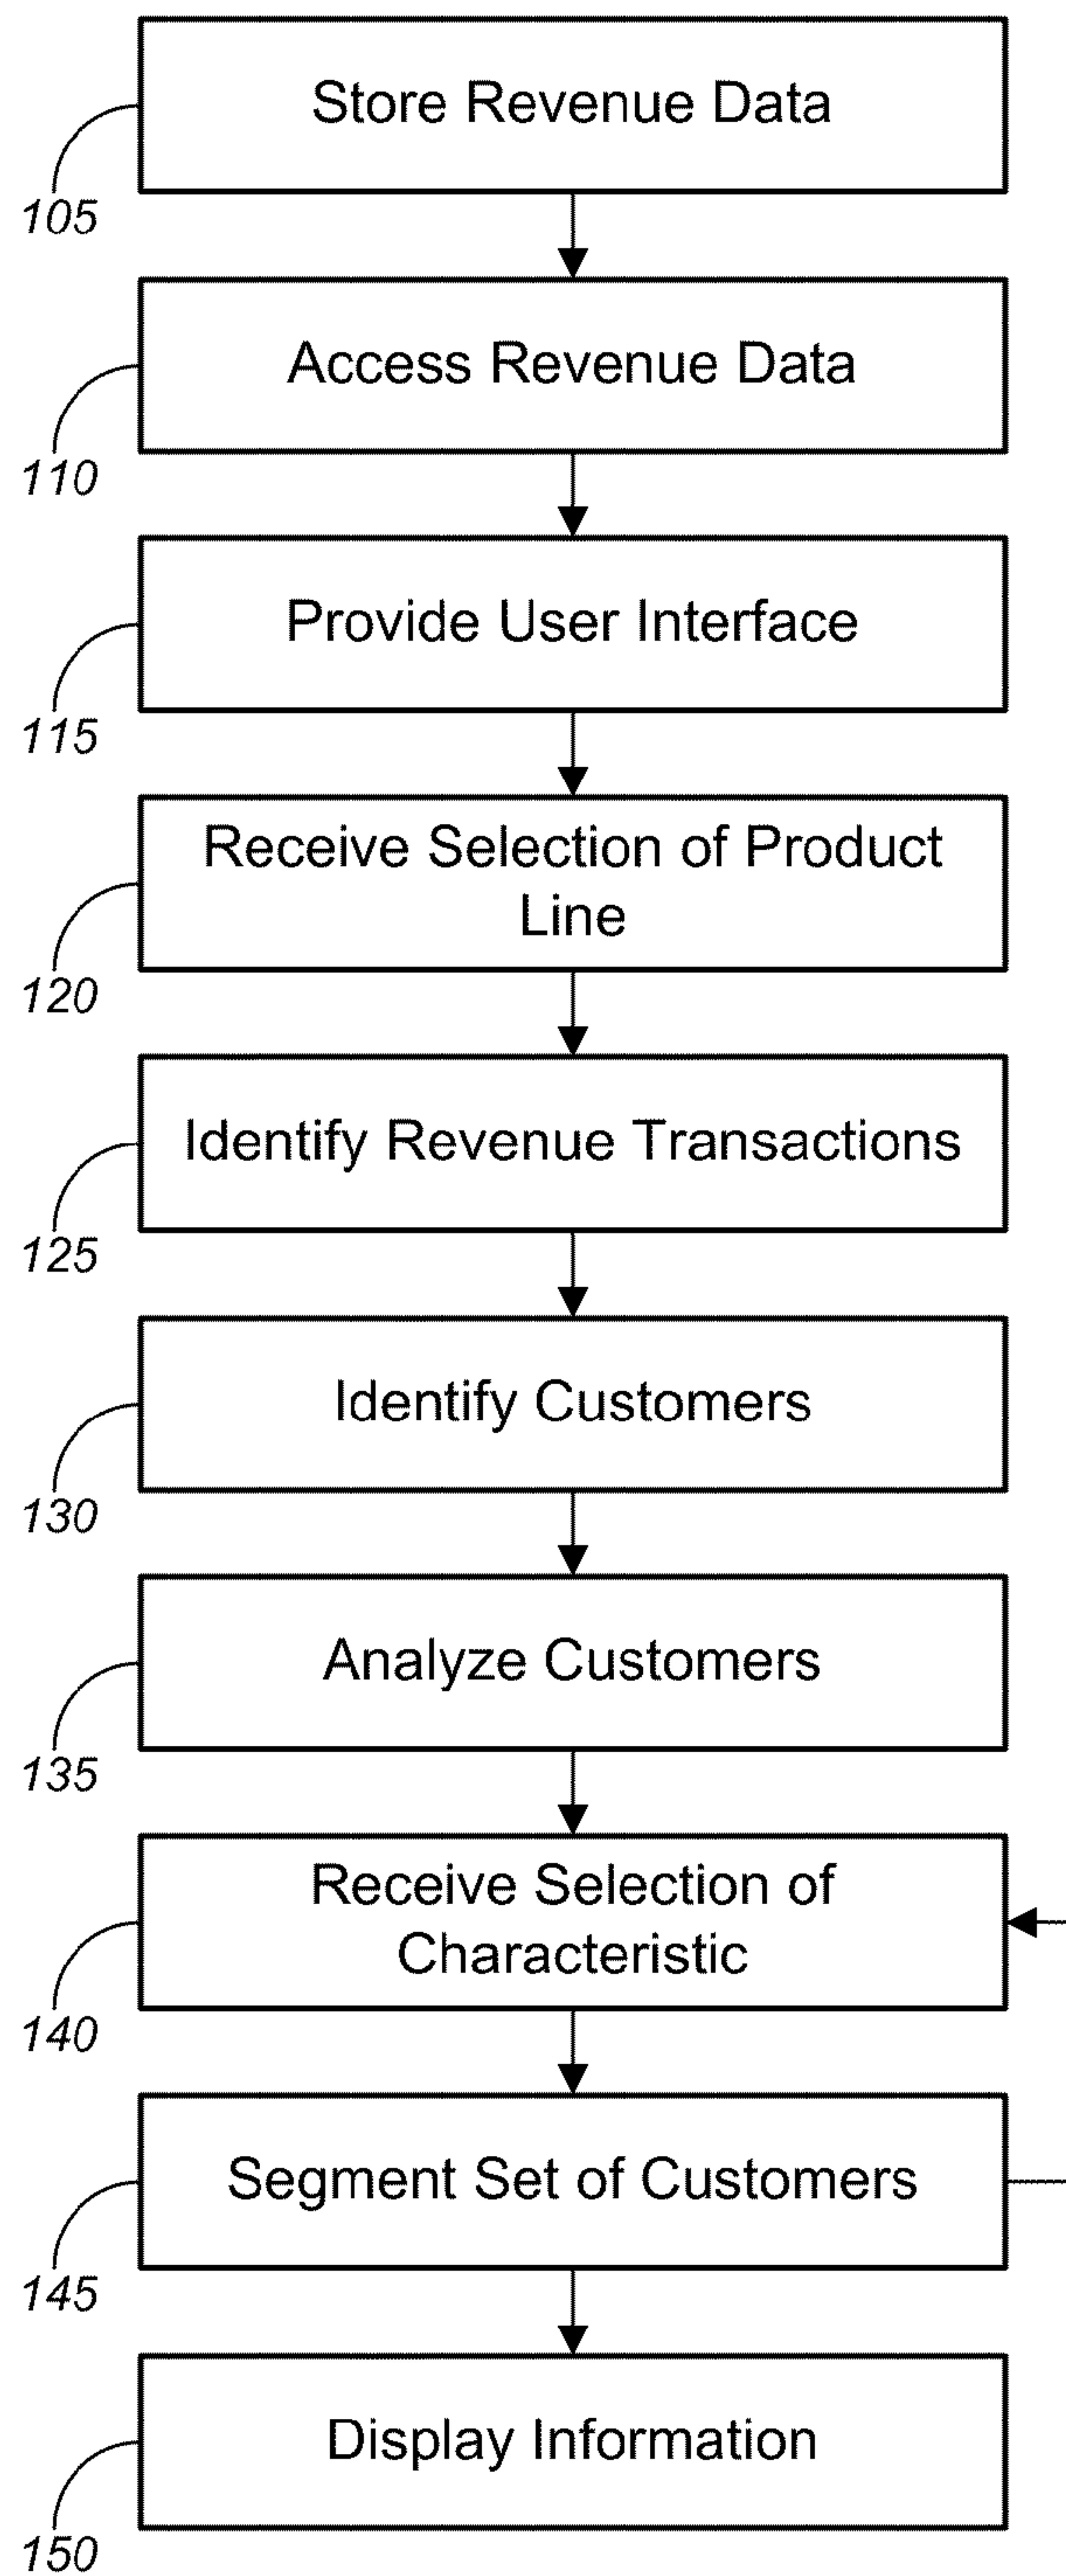 Store Revenue Data
105
Access Revenue Data
110
Provide User Interface
115
Receive Selection of Product
Line
120
Identify Revenue Transactions
125
Identify Customers
130
Analyze Customers
135
Receive Selection of
Characteristic
140
Segment Set of Customers
145
Display Information
150